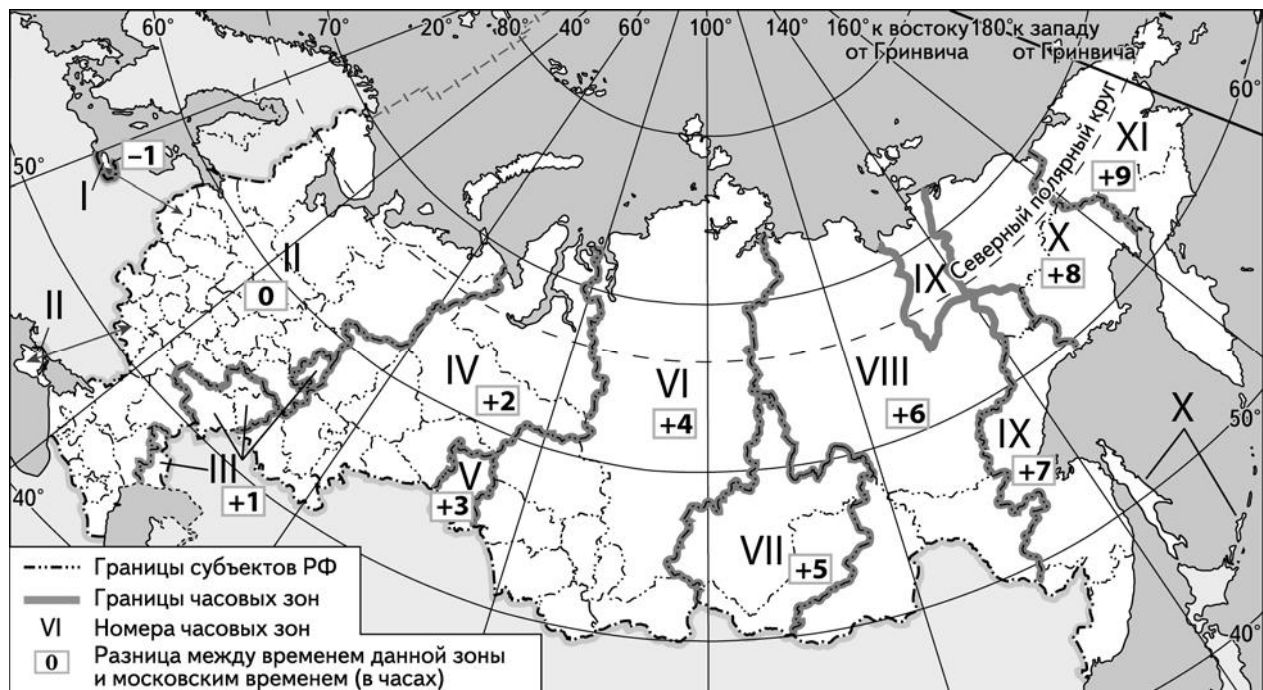 60°
70°
20°
40°
60°
80°
100°
120°
140°
160° к востоку
от Гринвича
180° к западу
от Гринвича
60°
50°
–1
I
II
0
II
III
+1
40°
IV
+2
V
+3
VI
+4
VII
+5
VIII
+6
IX
IX
+7
Северный полярный круг
X
+8
XI
+9
X
50°
40°
Границы субъектов РФ
Границы часовых зон
VI Номера часовых зон
0 Разница между временем данной зоны
и московским временем (в часах)